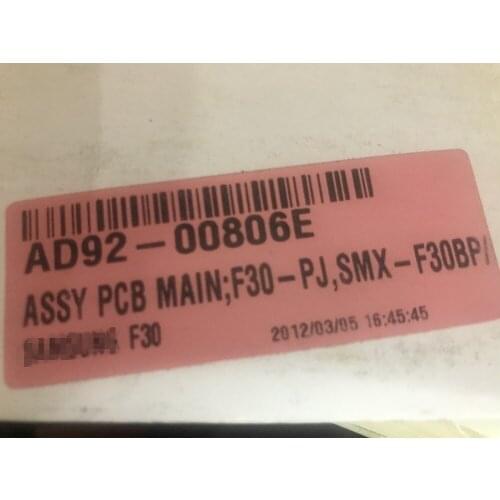 AD92-00806E
ASSY PCB MAIN;F30-PJ,SMX-F30BP/
F30 2012/03/05 16:45:45